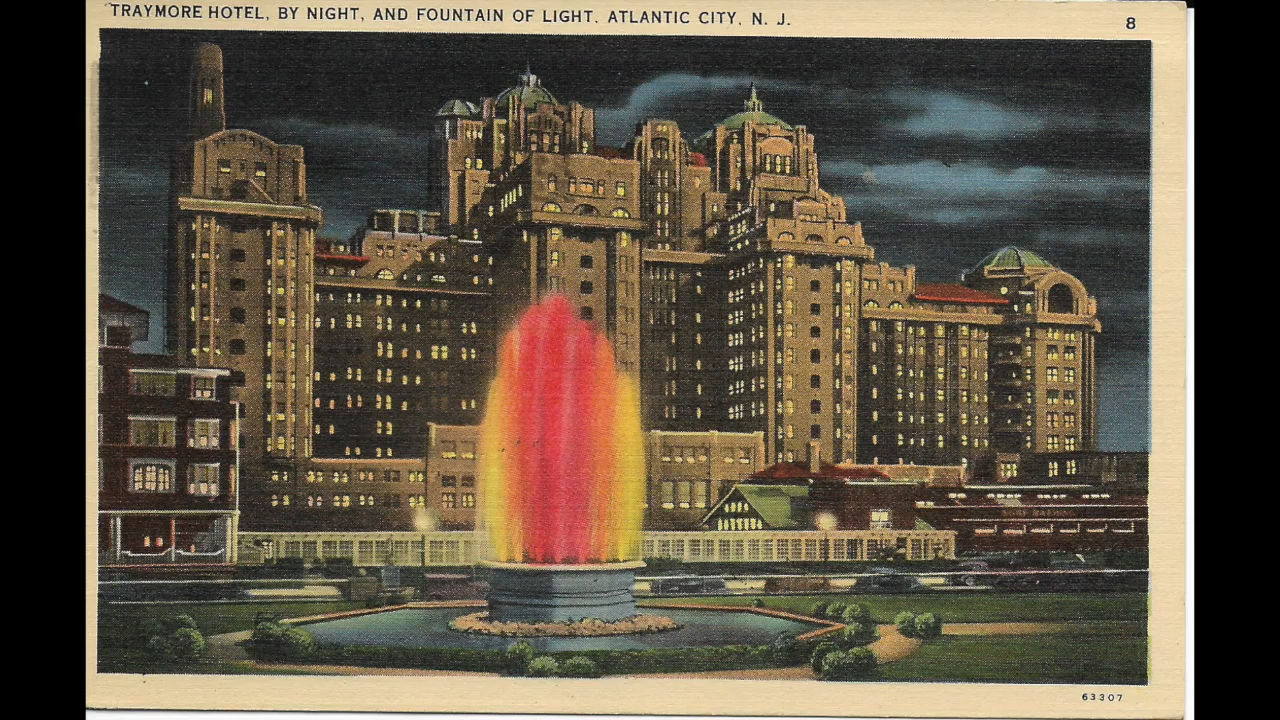 TRAYMORE HOTEL, BY NIGHT, AND FOUNTAIN OF LIGHT, ATLANTIC CITY, N. J.
8
63307